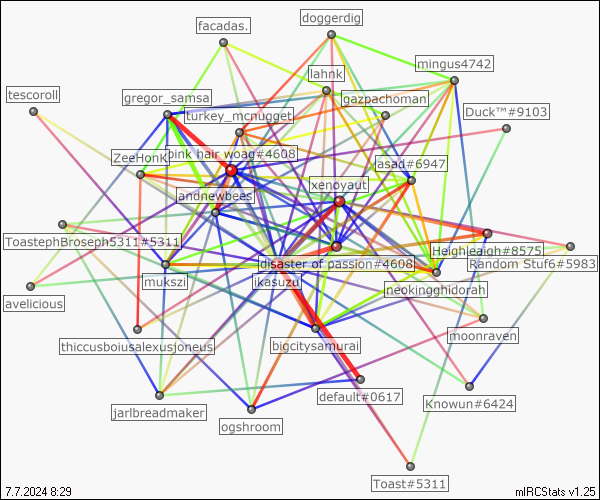 doggerdig
facadas.
mingus4742
lahnk
tescoroll
gregor_samsa
gazpachoman
Duck™#9103
turkey_mcnugget
ZeeHonk
pink hair woag#4608
asad#6947
xenoyaut
andnewbees
ToastephBroseph5311#5311
Heighleaigh#8575
disaster of passion#4608
Random Stuf6#5983
mukszi
ikasuzu
neokingghidorah
avelicious
moonraven
thiccusboiusalexusjoneus
bigcitysamurai
default#0617
Knowun#6424
jarlbreadmaker
ogshroom
Toast#5311
7.7.2024 8:29
mIRCStats v1.25